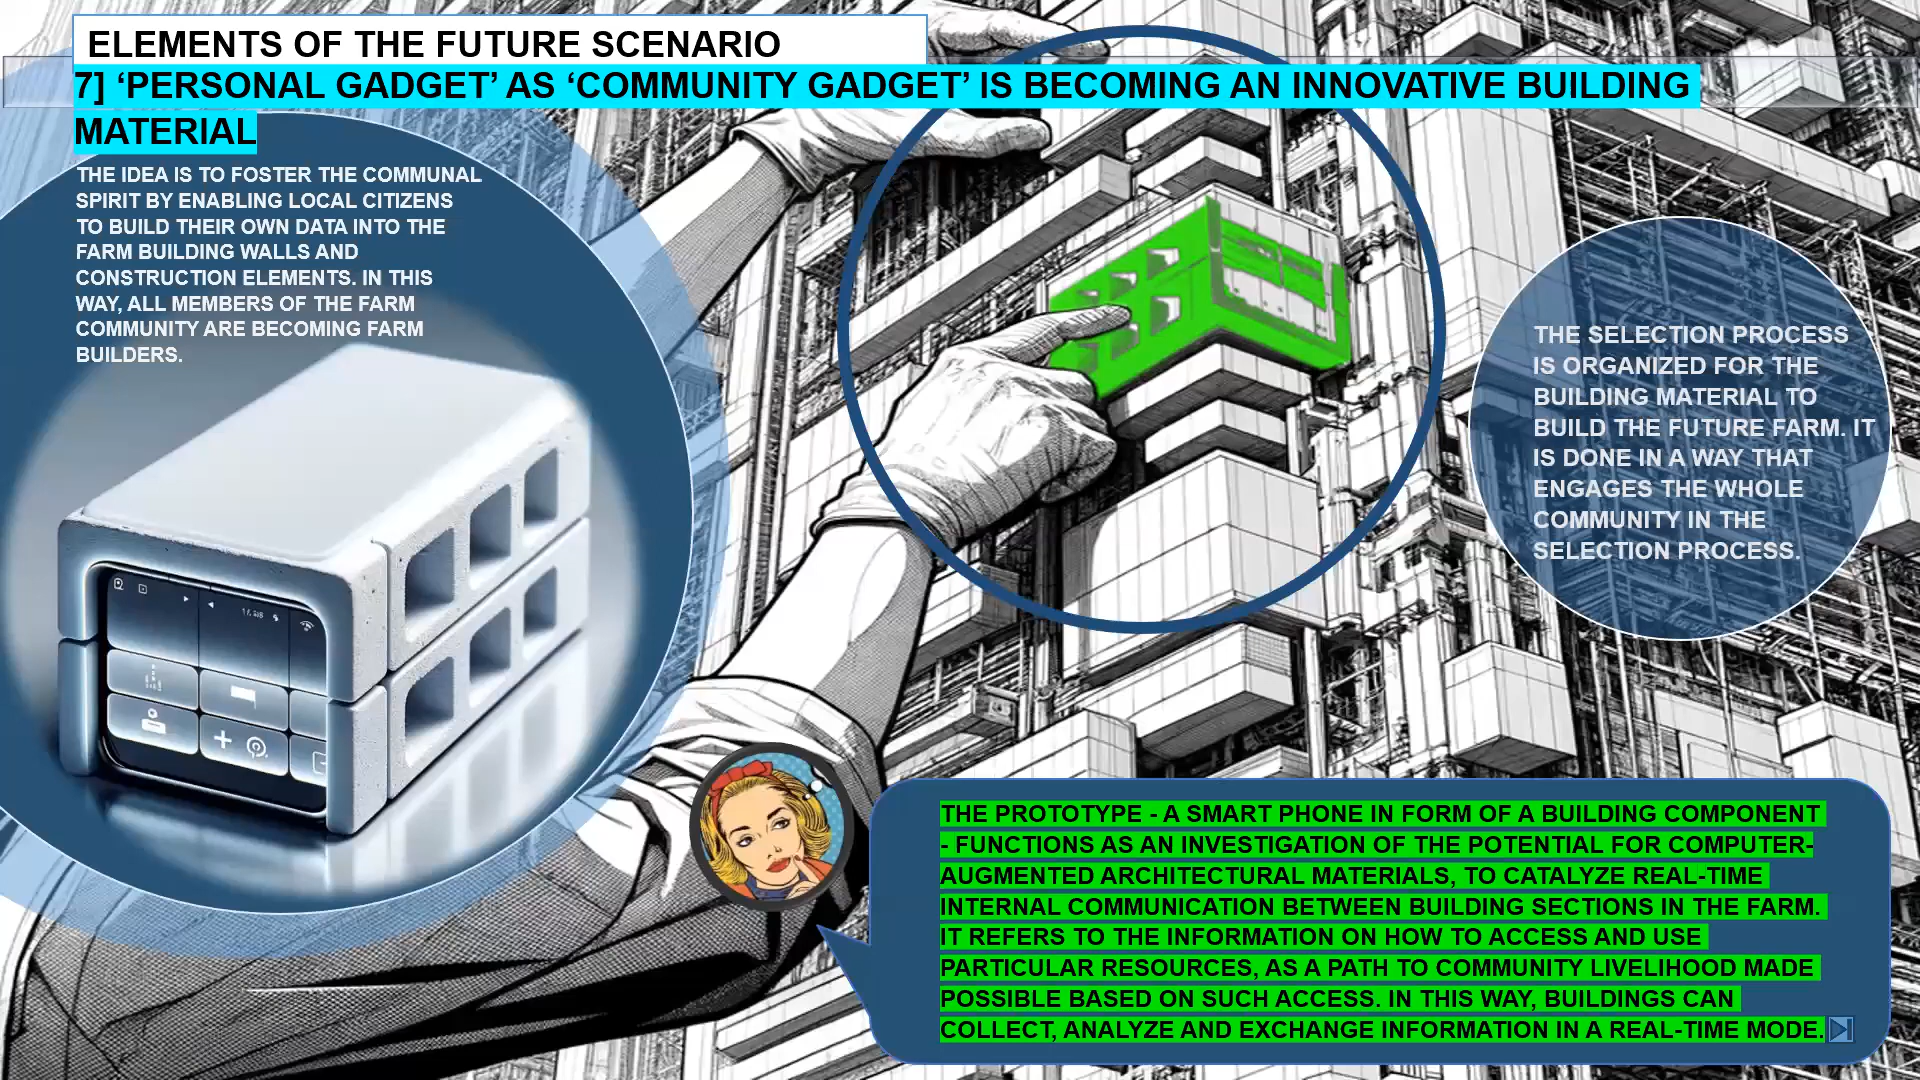 ELEMENTS OF THE FUTURE SCENARIO
7] ‘PERSONAL GADGET’ AS ‘COMMUNITY GADGET’ IS BECOMING AN INNOVATIVE BUILDING
MATERIAL
THE IDEA IS TO FOSTER THE COMMUNAL
SPIRIT BY ENABLING LOCAL CITIZENS
TO BUILD THEIR OWN DATA INTO THE
FARM BUILDING WALLS AND
CONSTRUCTION ELEMENTS. IN THIS
WAY, ALL MEMBERS OF THE FARM
COMMUNITY ARE BECOMING FARM
BUILDERS.
THE SELECTION PROCESS
IS ORGANIZED FOR THE
BUILDING MATERIAL TO
BUILD THE FUTURE FARM. IT
IS DONE IN A WAY THAT
ENGAGES THE WHOLE
COMMUNITY IN THE
SELECTION PROCESS.
THE PROTOTYPE - A SMART PHONE IN FORM OF A BUILDING COMPONENT
- FUNCTIONS AS AN INVESTIGATION OF THE POTENTIAL FOR COMPUTER-
AUGMENTED ARCHITECTURAL MATERIALS, TO CATALYZE REAL-TIME
INTERNAL COMMUNICATION BETWEEN BUILDING SECTIONS IN THE FARM.
IT REFERS TO THE INFORMATION ON HOW TO ACCESS AND USE
PARTICULAR RESOURCES, AS A PATH TO COMMUNITY LIVELIHOOD MADE
POSSIBLE BASED ON SUCH ACCESS. IN THIS WAY, BUILDINGS CAN
COLLECT, ANALYZE AND EXCHANGE INFORMATION IN A REAL-TIME MODE.